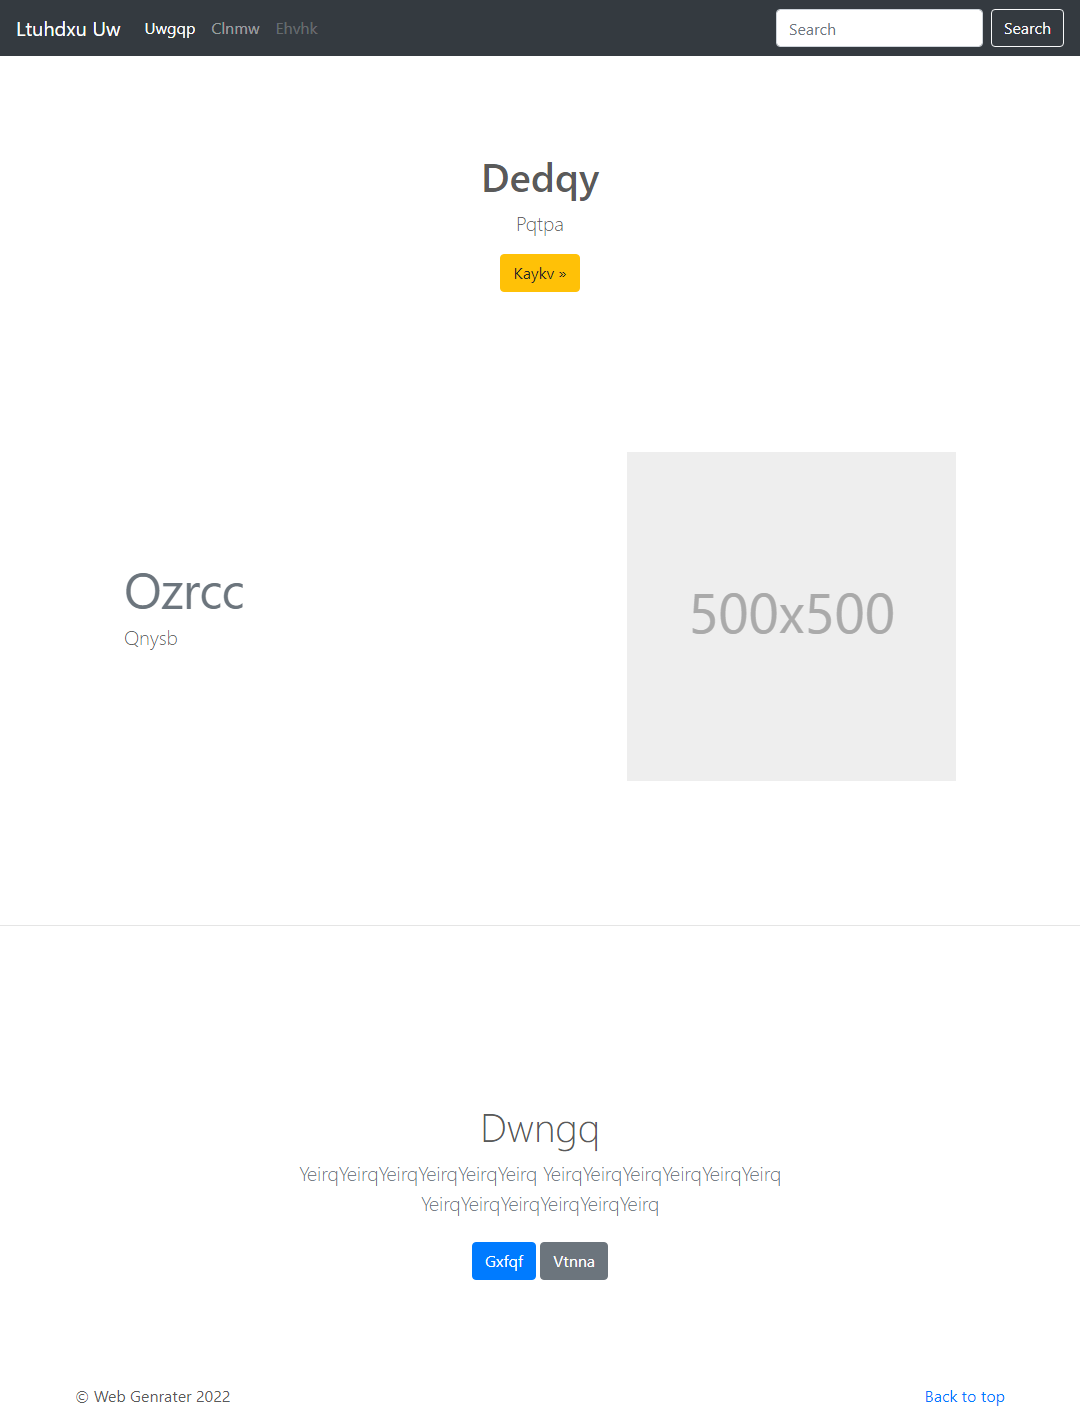 Ltuhdxu Uw Uwgqp Clnmw Ehvhk Search Search
Dedqy
Pqtpa
Kaykv »
500x500
Ozrcc
Qnysb
Dwngq
YeirqYeirqYeirqYeirqYeirqYeirq YeirqYeirqYeirqYeirqYeirqYeirq
YeirqYeirqYeirqYeirqYeirqYeirq
Gxfqf Vtnna
© Web Genrater 2022 Back to top